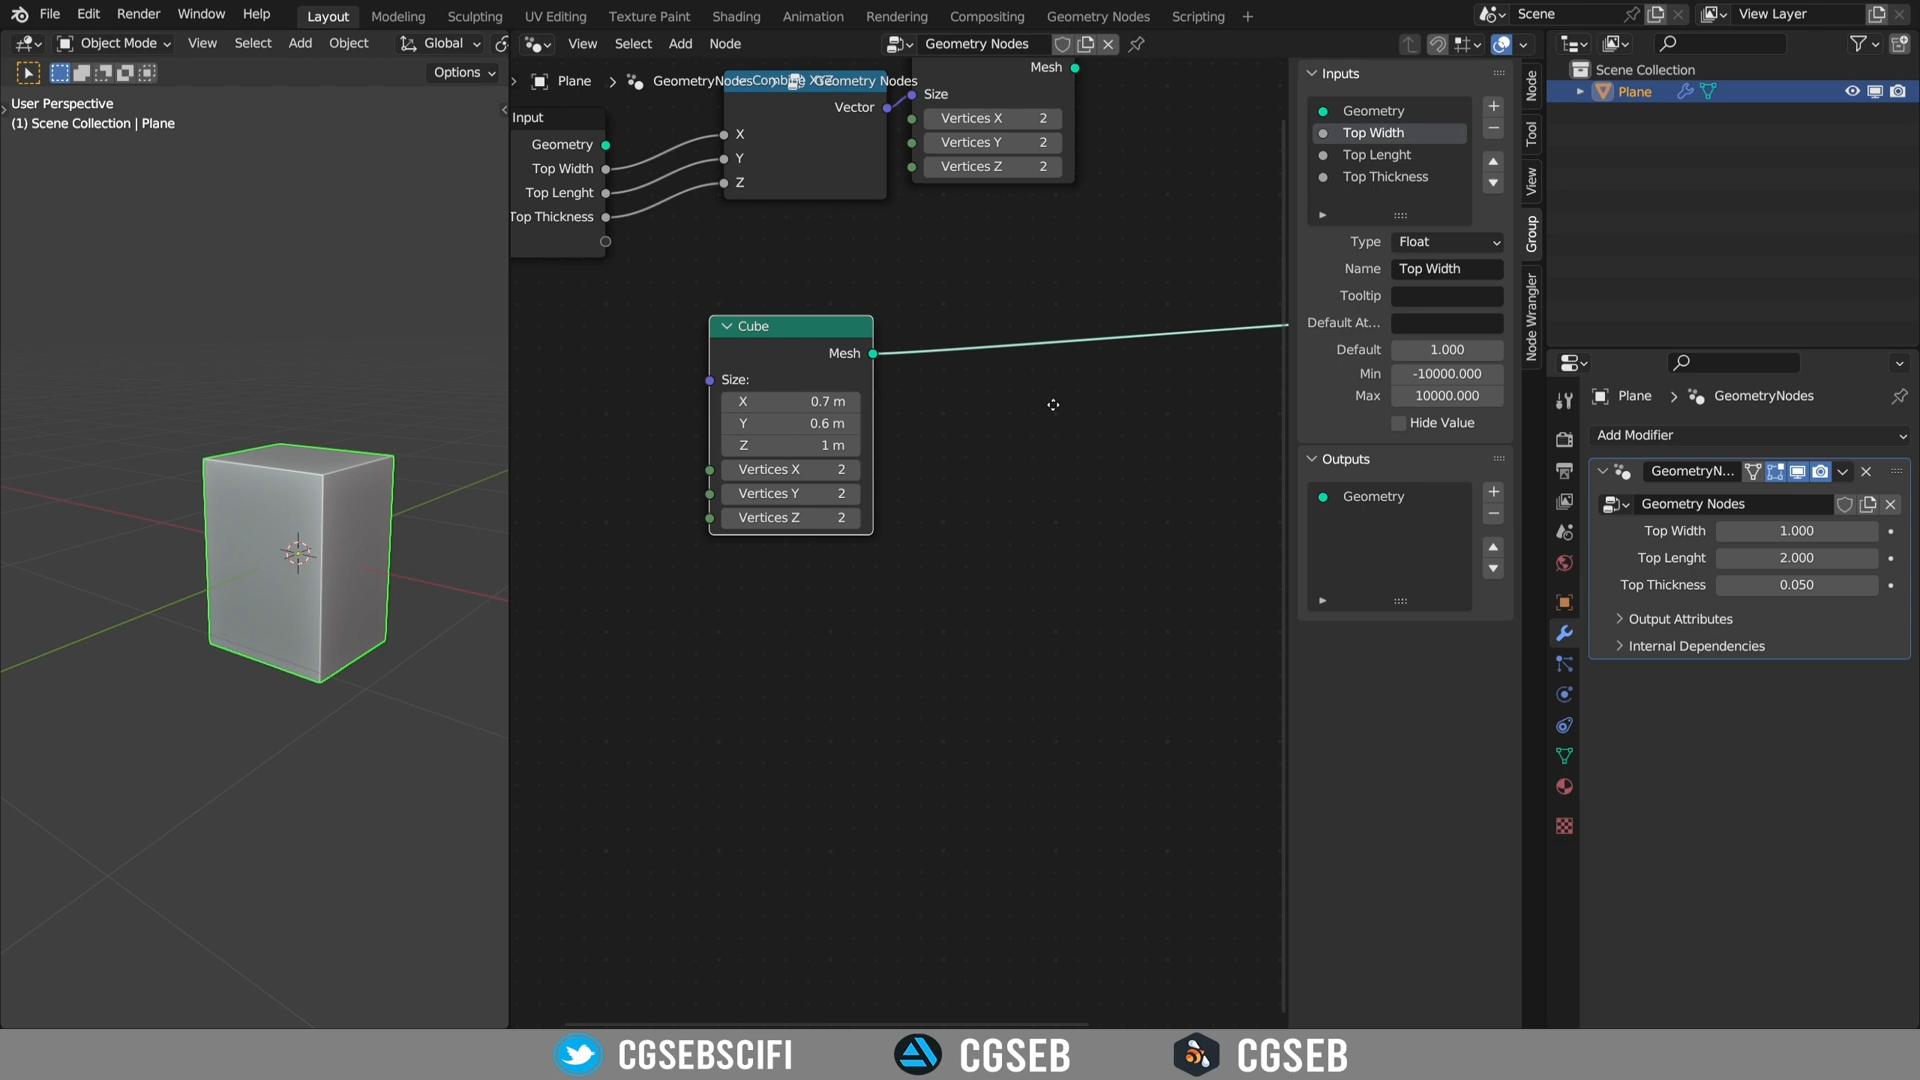 File Edit Render Window Help Layout Modeling Sculpting UV Editing Texture Paint Shading Animation Rendering Compositing Geometry Nodes Scripting + Scene View Layer
Object Mode View Select Add Object Global View Select Add Node Geometry Nodes
Options
User Perspective
(1) Scene Collection | Plane
Plane > GeometryNodes Geometry Nodes
Input
Geometry
Top Width
Top Lenght
Top Thickness
Combine XYZ
Vector
X
Y
Z
Mesh
Size
Vertices X 2
Vertices Y 2
Vertices Z 2
Cube
Mesh
Size:
X 0.7 m
Y 0.6 m
Z 1 m
Vertices X 2
Vertices Y 2
Vertices Z 2
Inputs
Geometry
Top Width
Top Lenght
Top Thickness
Type Float
Name Top Width
Tooltip
Default At...
Default 1.000
Min -10000.000
Max 10000.000
Hide Value
Outputs
Geometry
Node
Tool
View
Group
Node Wrangler
Scene Collection
Plane
Plane > GeometryNodes
Add Modifier
GeometryN...
Geometry Nodes
Top Width 1.000
Top Lenght 2.000
Top Thickness 0.050
Output Attributes
Internal Dependencies
CGSEBSCIFI CGSEB CGSEB